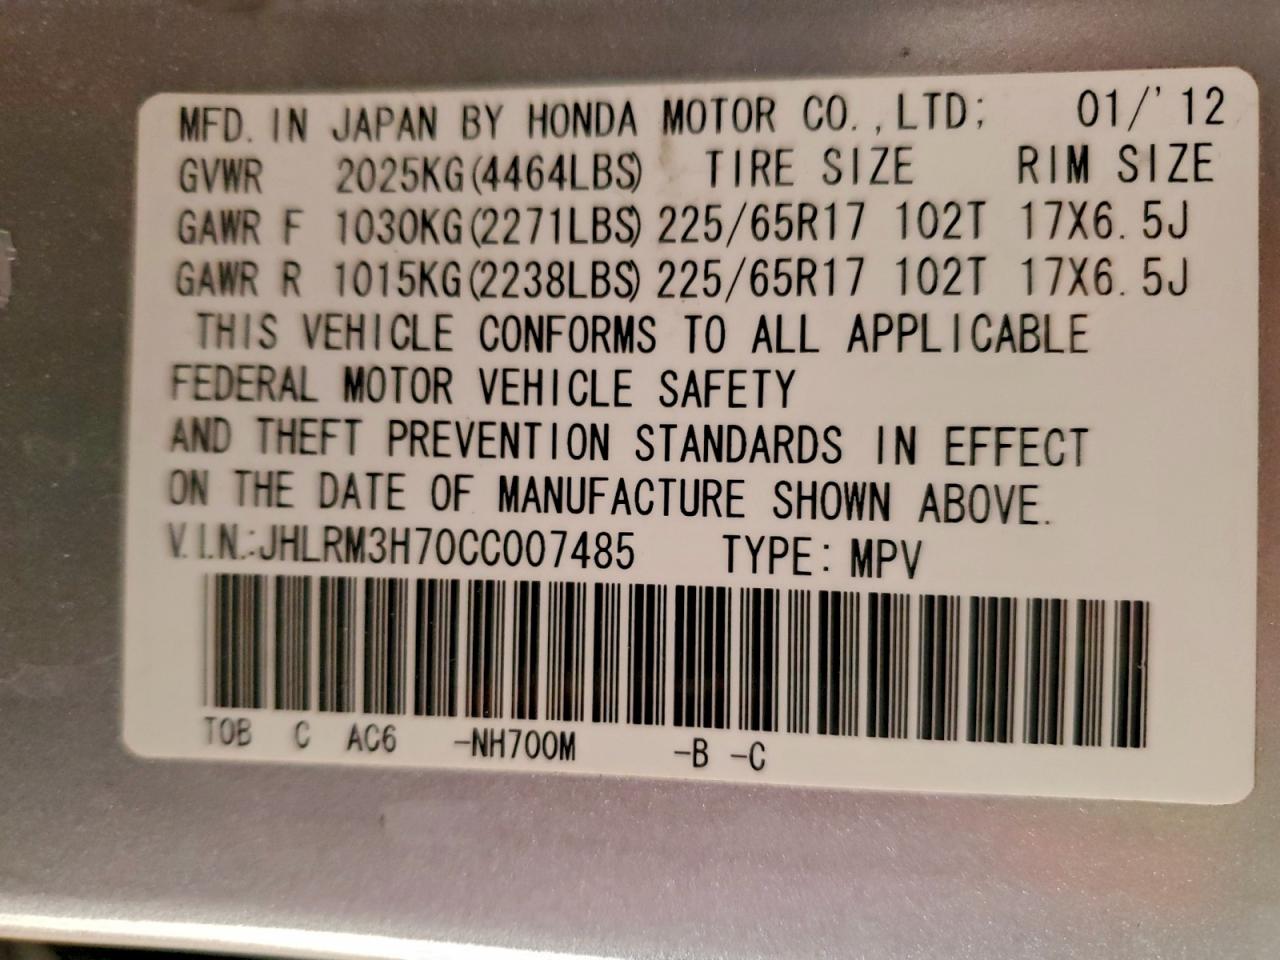 MFD. IN JAPAN BY HONDA MOTOR CO.,LTD; 01/'12
GVWR 2025KG(4464LBS) TIRE SIZE RIM SIZE
GAWR F 1030KG(2271LBS) 225/65R17 102T 17X6.5J
GAWR R 1015KG(2238LBS) 225/65R17 102T 17X6.5J
THIS VEHICLE CONFORMS TO ALL APPLICABLE
FEDERAL MOTOR VEHICLE SAFETY
AND THEFT PREVENTION STANDARDS IN EFFECT
ON THE DATE OF MANUFACTURE SHOWN ABOVE.
V.I.N.:JHLRM3H70CC007485 TYPE: MPV
TOB C AC6 -NH700M -B -C